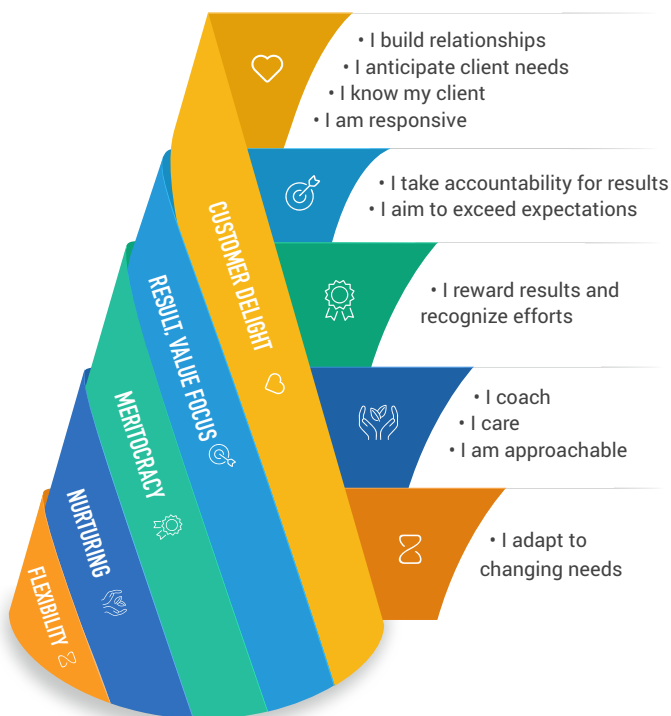 • I build relationships
• I anticipate client needs
• I know my client
• I am responsive
CUSTOMER DELIGHT
• I take accountability for results
• I aim to exceed expectations
RESULT, VALUE FOCUS
• I reward results and
recognize efforts
MERITOCRACY
• I coach
• I care
• I am approachable
NURTURING
• I adapt to
changing needs
FLEXIBILITY